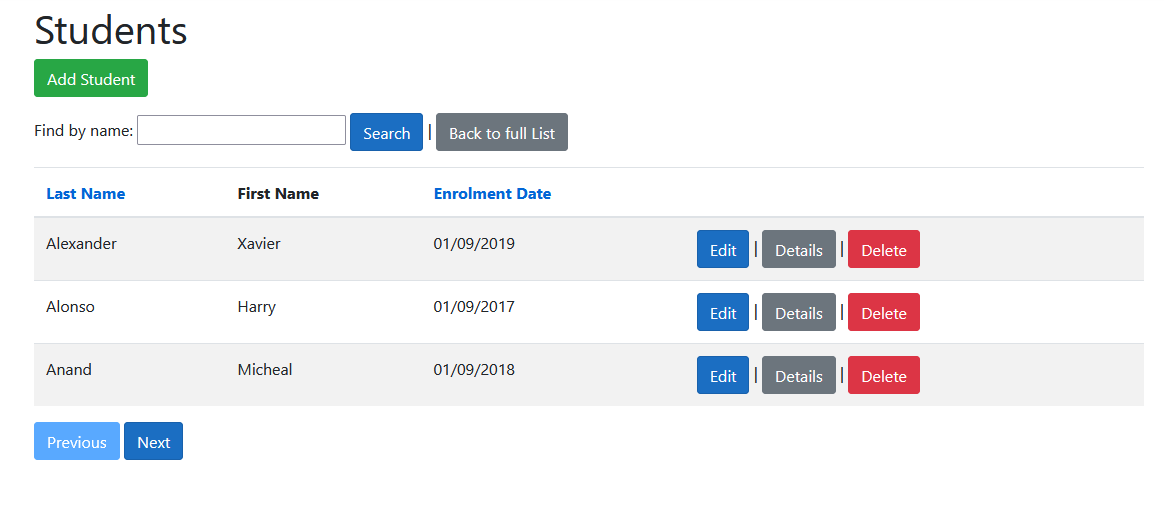 Students
Add Student
Find by name: Search | Back to full List
Last Name First Name Enrolment Date
Alexander Xavier 01/09/2019 Edit | Details | Delete
Alonso Harry 01/09/2017 Edit | Details | Delete
Anand Micheal 01/09/2018 Edit | Details | Delete
Previous Next